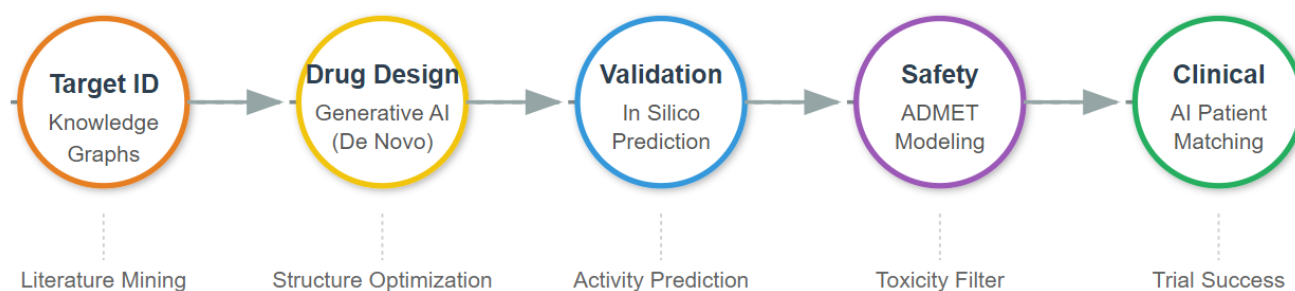 Target ID
Knowledge
Graphs
Drug Design
Generative AI
(De Novo)
Validation
In Silico
Prediction
Safety
ADMET
Modeling
Clinical
AI Patient
Matching
Literature Mining
Structure Optimization
Activity Prediction
Toxicity Filter
Trial Success